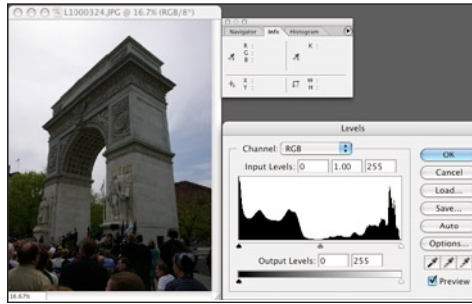 L1000324.JPG @ 16.7% (RGB/8*)
Navigator Info Histogram
R :
G :
B :
K :
X :
Y :
W :
H :
Levels
Channel: RGB
OK
Input Levels: 0 1.00 255
Cancel
Load...
Save...
Auto
Options...
Output Levels: 0 255
Preview
16.67%